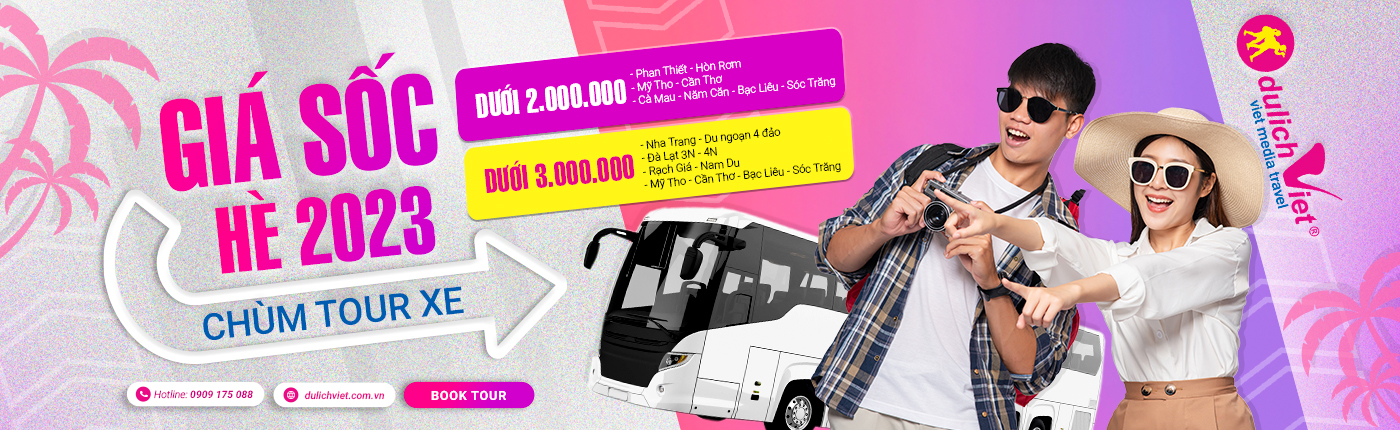 GIÁ SỐC
HÈ 2023
CHÙM TOUR XE
DƯỚI 2.000.000
- Phan Thiết - Hòn Rơm
- Mỹ Tho - Cần Thơ
- Cà Mau - Năm Căn - Bạc Liêu - Sóc Trăng
DƯỚI 3.000.000
- Nha Trang - Du ngoạn 4 đảo
- Đà Lạt 3N - 4N
- Rạch Giá - Nam Du
- Mỹ Tho - Cần Thơ - Bạc Liêu - Sóc Trăng
Hotline: 0909 175 088
dulichviet.com.vn
BOOK TOUR
dulichViet®
viet media travel